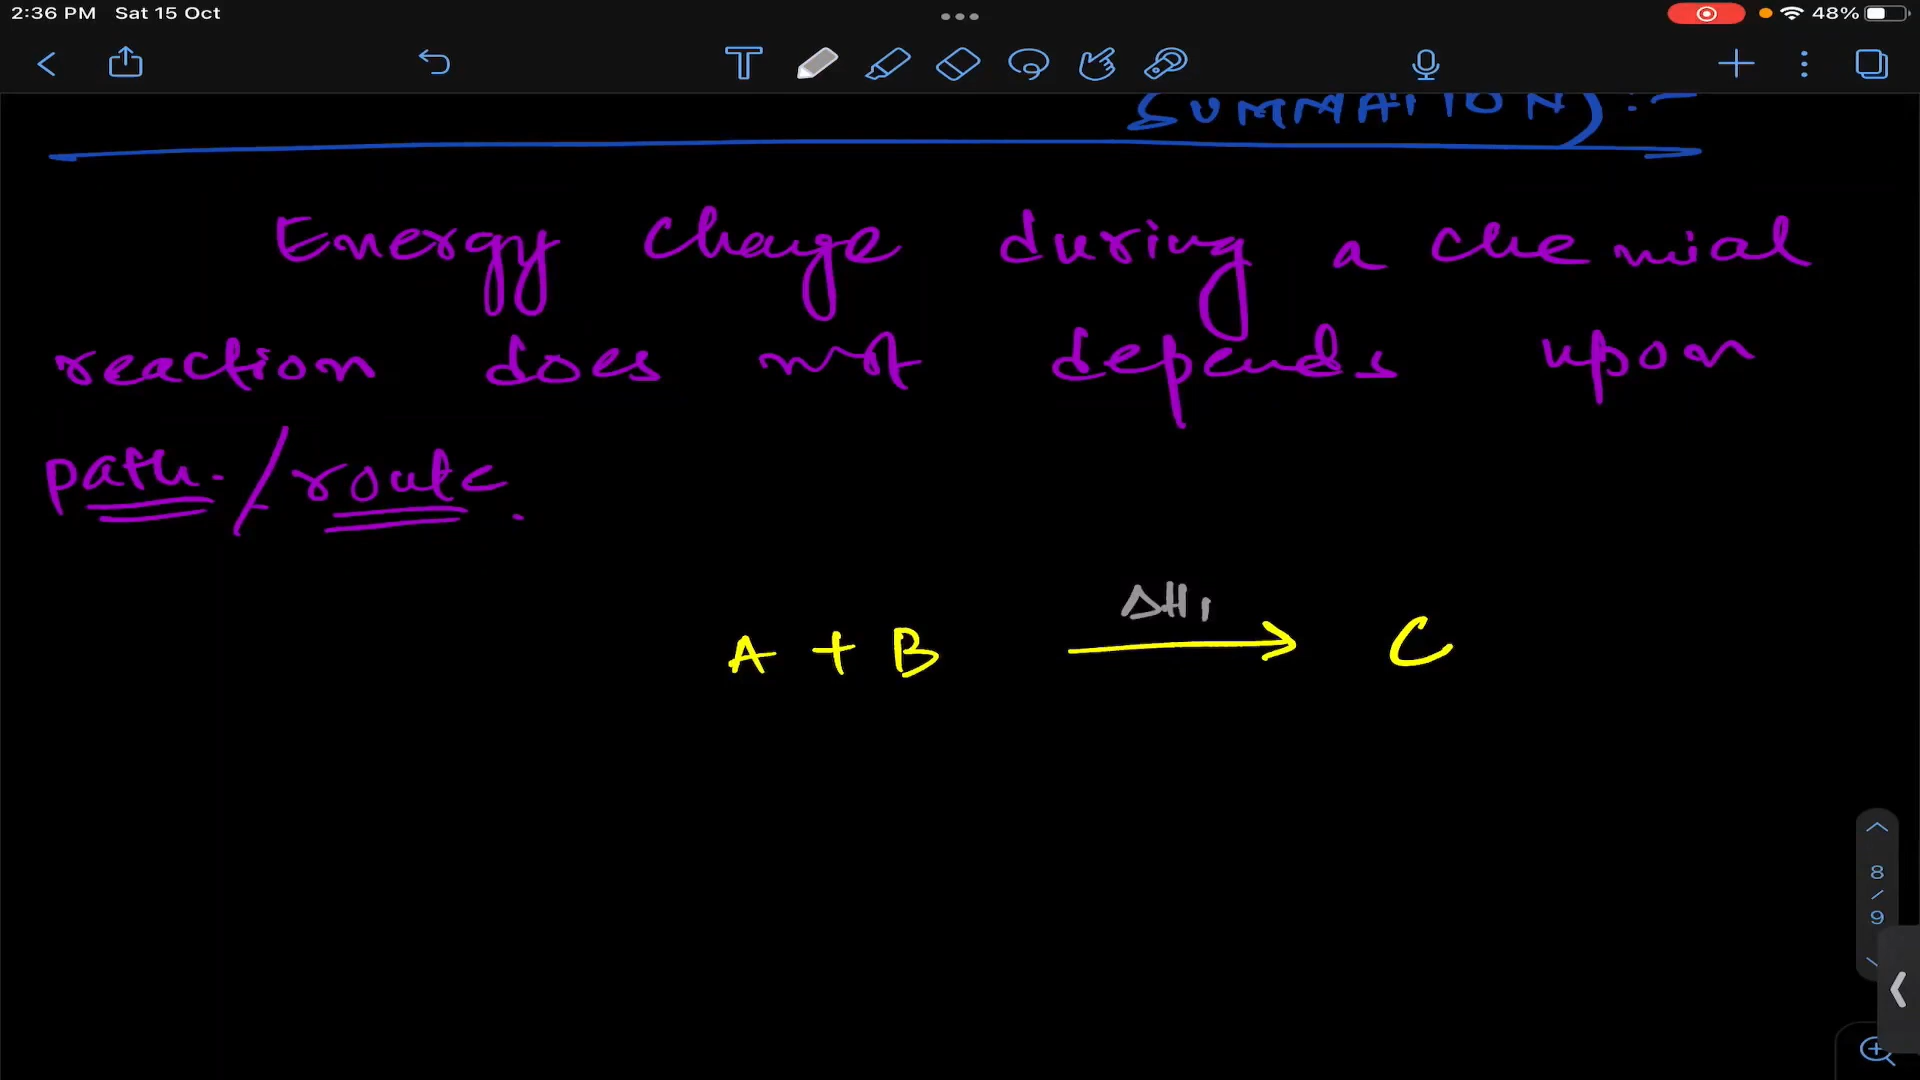 2:36 PM Sat 15 Oct
48%
SUMMATION) :-
Energy change during a chemial
reaction does not depends upon
path / route.
ΔH1
A + B → C
8
/
9